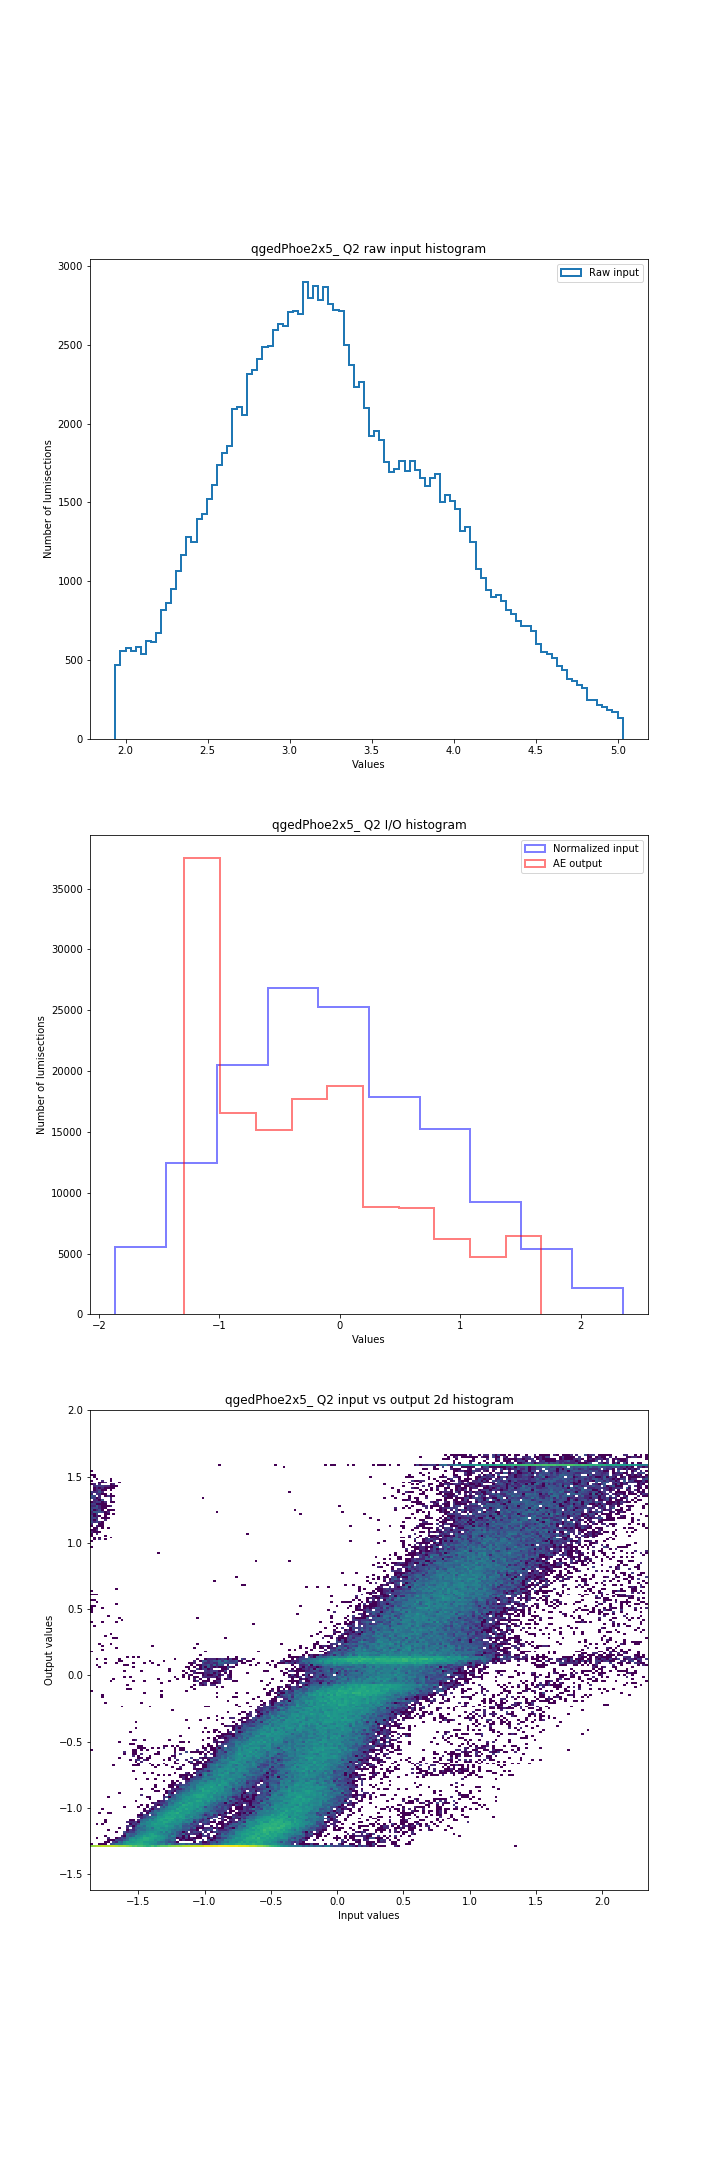 qgedPhoe2x5_ Q2 raw input histogram
Raw input
3000
2500
2000
1500
1000
500
0
Number of lumisections
2.0 2.5 3.0 3.5 4.0 4.5 5.0
Values
qgedPhoe2x5_ Q2 I/O histogram
Normalized input
AE output
35000
30000
25000
20000
15000
10000
5000
0
Number of lumisections
−2 −1 0 1 2
Values
qgedPhoe2x5_ Q2 input vs output 2d histogram
2.0
1.5
1.0
0.5
0.0
−0.5
−1.0
−1.5
Output values
−1.5 −1.0 −0.5 0.0 0.5 1.0 1.5 2.0
Input values